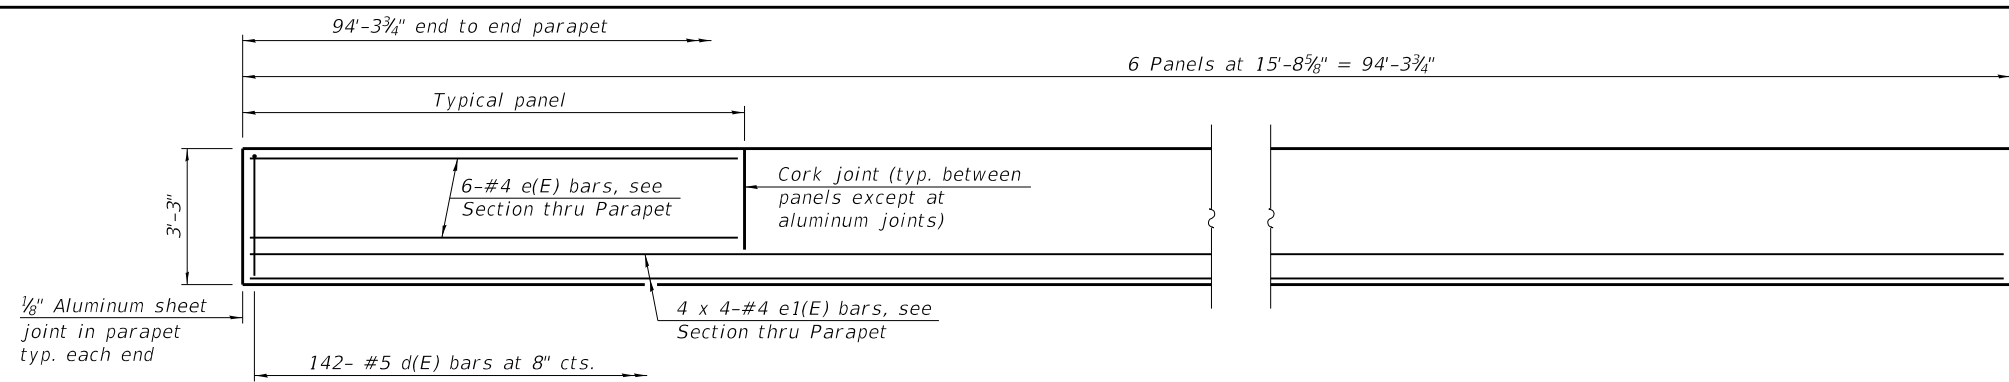 94'-3¾" end to end parapet
6 Panels at 15'-8⅝" = 94'-3¾"
Typical panel
3'-3"
6-#4 e(E) bars, see
Section thru Parapet
Cork joint (typ. between
panels except at
aluminum joints)
⅛" Aluminum sheet
joint in parapet
typ. each end
4 x 4-#4 e1(E) bars, see
Section thru Parapet
142- #5 d(E) bars at 8" cts.